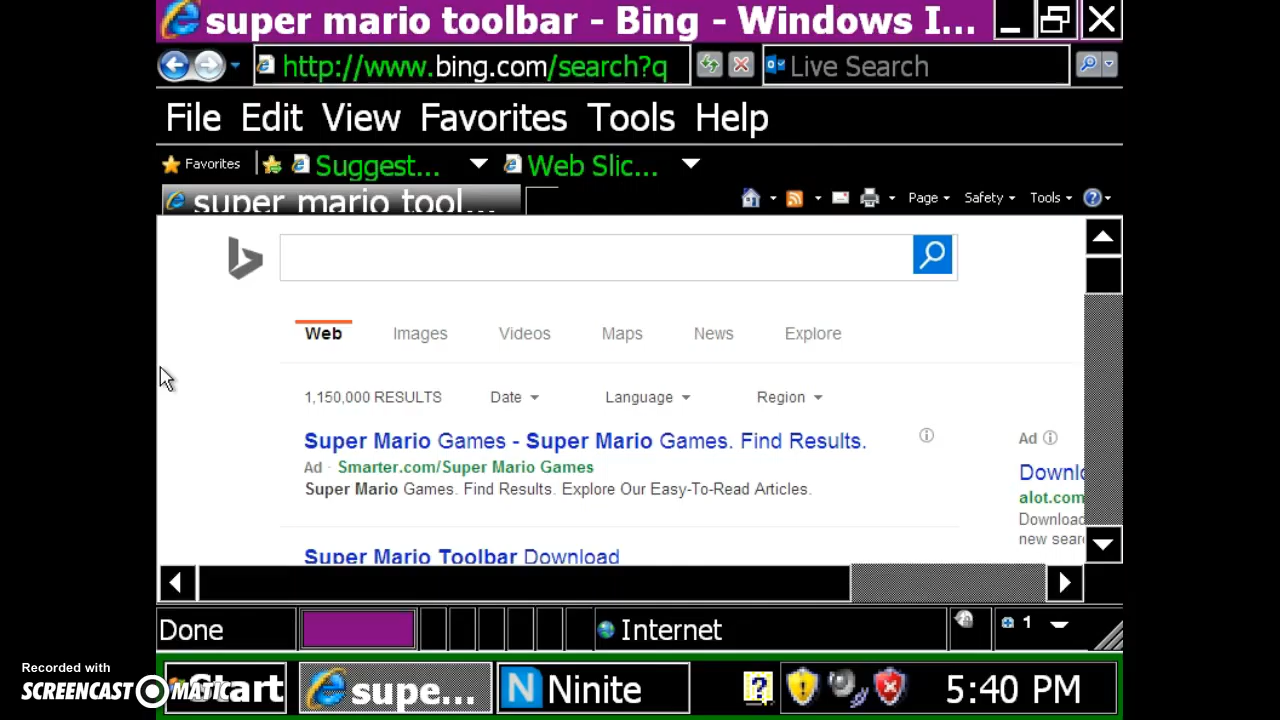 super mario toolbar - Bing - Windows I...
http://www.bing.com/search?q
Live Search
File Edit View Favorites Tools Help
Favorites Suggest... Web Slic...
super mario tool... Page Safety Tools
Web Images Videos Maps News Explore
1,150,000 RESULTS Date Language Region
Super Mario Games - Super Mario Games. Find Results.
Ad · Smarter.com/Super Mario Games
Super Mario Games. Find Results. Explore Our Easy-To-Read Articles.
Ad
Downlo
alot.com
Download
new sear
Super Mario Toolbar Download
Done Internet 1
Recorded with
SCREENCAST MATIC
Start supe... Ninite 5:40 PM